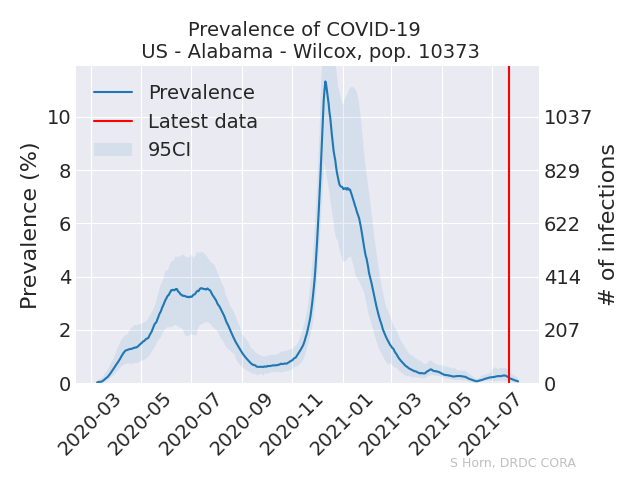 Prevalence of COVID-19
US - Alabama - Wilcox, pop. 10373
Prevalence
Latest data
95CI
Prevalence (%)
10
8
6
4
2
0
1037
829
622
414
207
0
# of infections
2020-03
2020-05
2020-07
2020-09
2020-11
2021-01
2021-03
2021-05
2021-07
S Horn, DRDC CORA